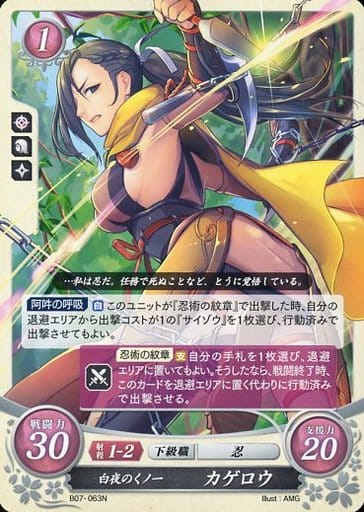 1
…私は忍だ。任務で死ぬことなど、とうに覚悟している。
阿吽の呼吸 自 このユニットが『忍術の紋章』で出撃した時、自分の
退避エリアから出撃コストが1の『サイゾウ』を1枚選び、行動済み
で出撃させてもよい。
忍術の紋章 支 自分の手札を1枚選び、退避
エリアに置いてもよい。そうしたなら、戦闘終了時、
このカードを退避エリアに置く代わりに行動済み
で出撃させる。
戦闘力 30
射程 1-2 下級職 忍
支援力 20
白夜のくノ一 カゲロウ
B07-063N Illust:AMG